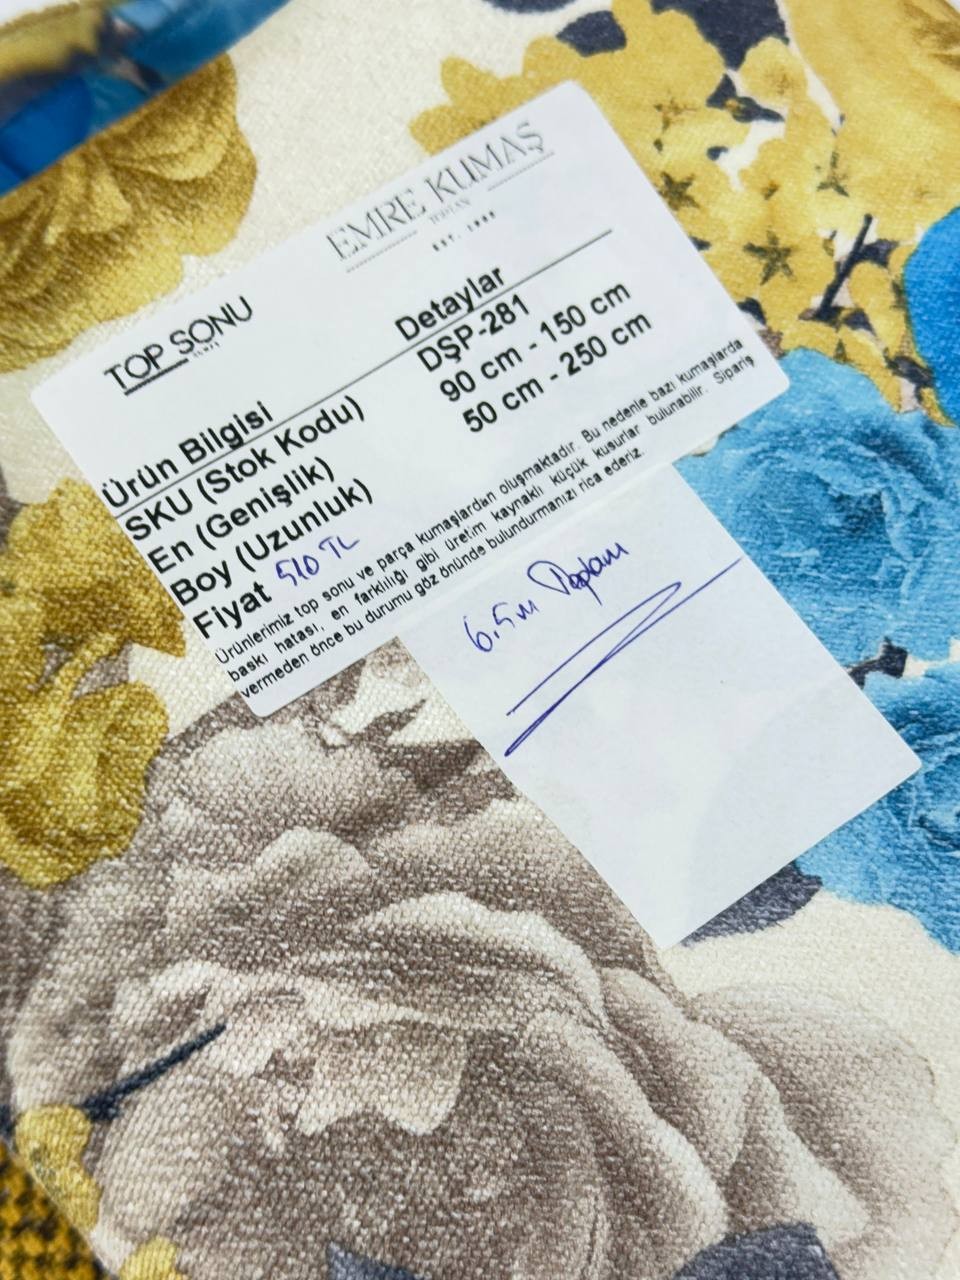 EMRE KUMAŞ
TOPTAN
EST. 1998
TOP SONU
Ürün Bilgisi Detaylar
SKU (Stok Kodu) DŞP-281
En (Genişlik) 90 cm - 150 cm
Boy (Uzunluk) 50 cm - 250 cm
Fiyat 510 TL
Ürünlerimiz top sonu ve parça kumaşlardan oluşmaktadır. Bu nedenle bazı kumaşlarda
baskı hatası, en farklılığı gibi üretim kaynaklı küçük kusurlar bulunabilir. Sipariş
vermeden önce bu durumu göz önünde bulundurmanızı rica ederiz.
6.5m Toplam